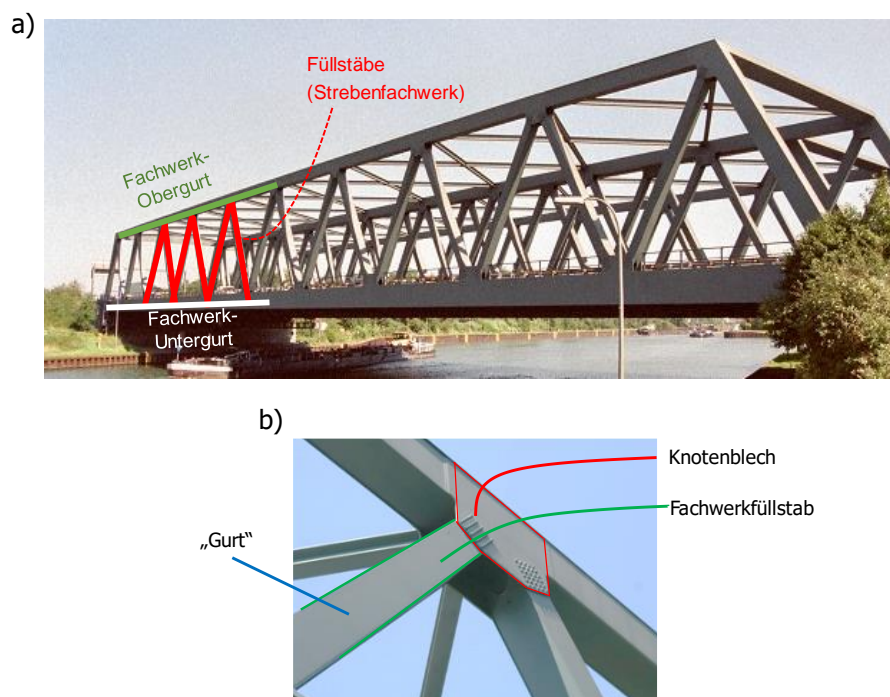 a)
Füllstäbe
(Strebenfachwerk)
Fachwerk-
Obergurt
Fachwerk-
Untergurt
b)
Knotenblech
Fachwerkfüllstab
„Gurt“